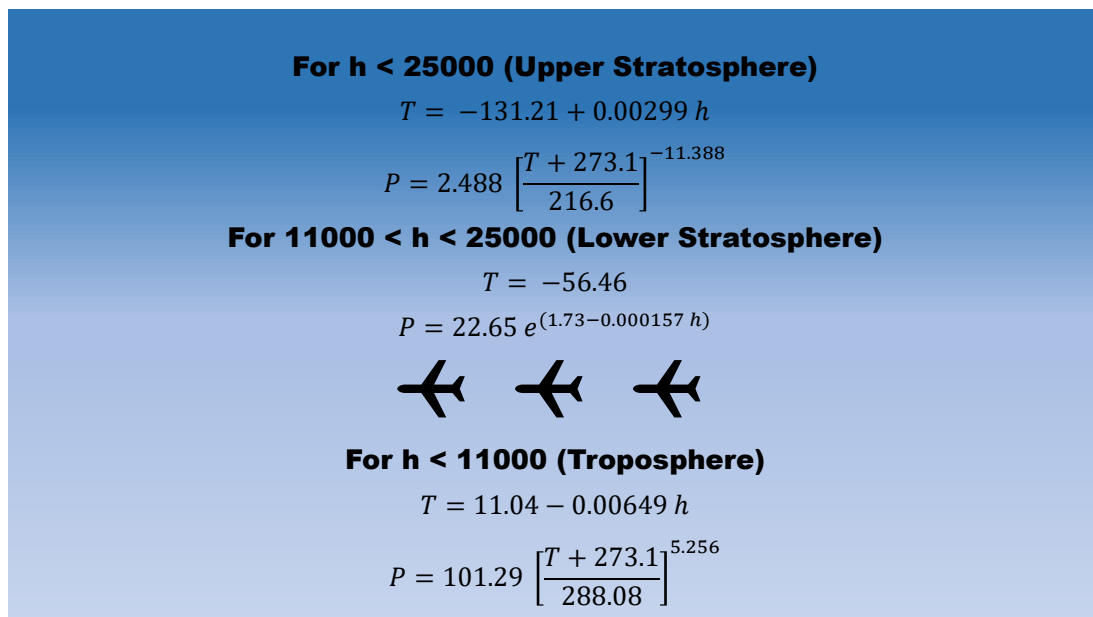 For h < 25000 (Upper Stratosphere)
T = −131.21 + 0.00299 h
P = 2.488 [(T + 273.1)/216.6]^−11.388
For 11000 < h < 25000 (Lower Stratosphere)
T = −56.46
P = 22.65 e^(1.73−0.000157 h)
For h < 11000 (Troposphere)
T = 11.04 − 0.00649 h
P = 101.29 [(T + 273.1)/288.08]^5.256